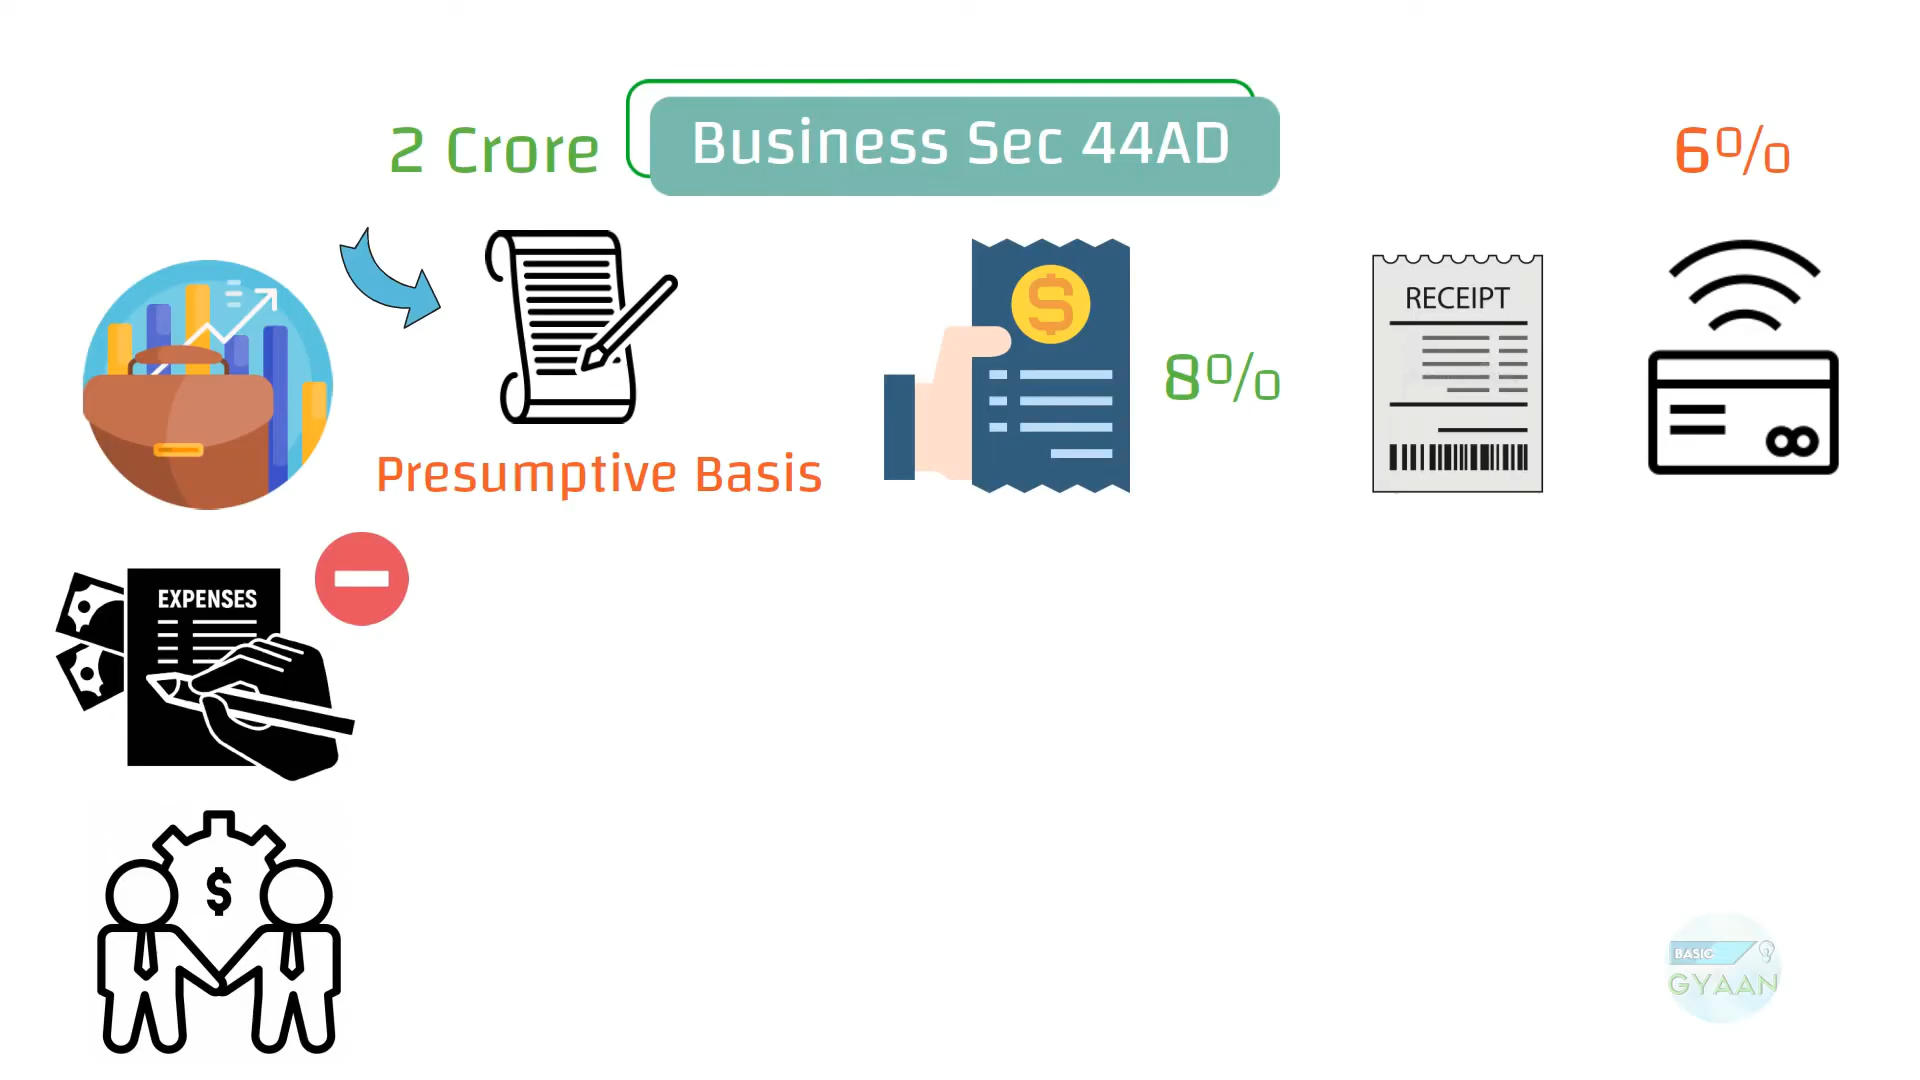 2 Crore
Business Sec 44AD
6%
RECEIPT
8%
Presumptive Basis
EXPENSES
$
BASIC
GYAAN